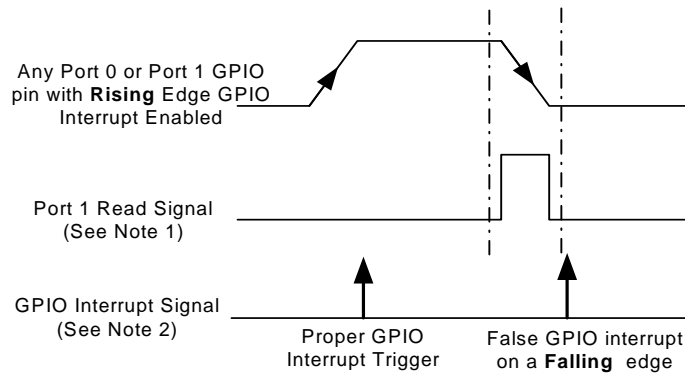 Any Port 0 or Port 1 GPIO
pin with Rising Edge GPIO
Interrupt Enabled
Port 1 Read Signal
(See Note 1)
GPIO Interrupt Signal
(See Note 2)
Proper GPIO
Interrupt Trigger
False GPIO interrupt
on a Falling edge